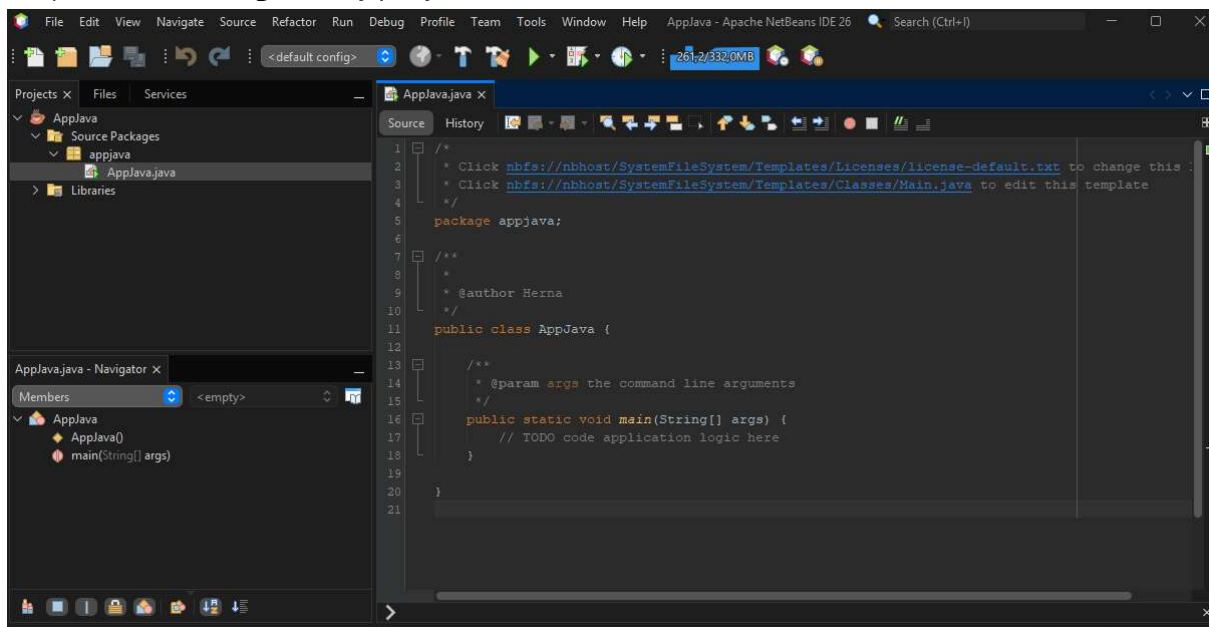 File Edit View Navigate Source Refactor Run Debug Profile Team Tools Window Help AppJava - Apache NetBeans IDE 26 Search (Ctrl+I)
<default config> 261,2/332,0MB
Projects Files Services
AppJava
Source Packages
appjava
AppJava.java
Libraries
AppJava.java - Navigator
Members <empty>
AppJava
AppJava()
main(String[] args)
AppJava.java
Source History
1 /*
2 * Click nbfs://nbhost/SystemFileSystem/Templates/Licenses/license-default.txt to change this
3 * Click nbfs://nbhost/SystemFileSystem/Templates/Classes/Main.java to edit this template
4 */
5 package appjava;
6
7 /**
8 *
9 * @author Herna
10 */
11 public class AppJava {
12
13 /**
14 * @param args the command line arguments
15 */
16 public static void main(String[] args) {
17 // TODO code application logic here
18 }
19
20 }
21